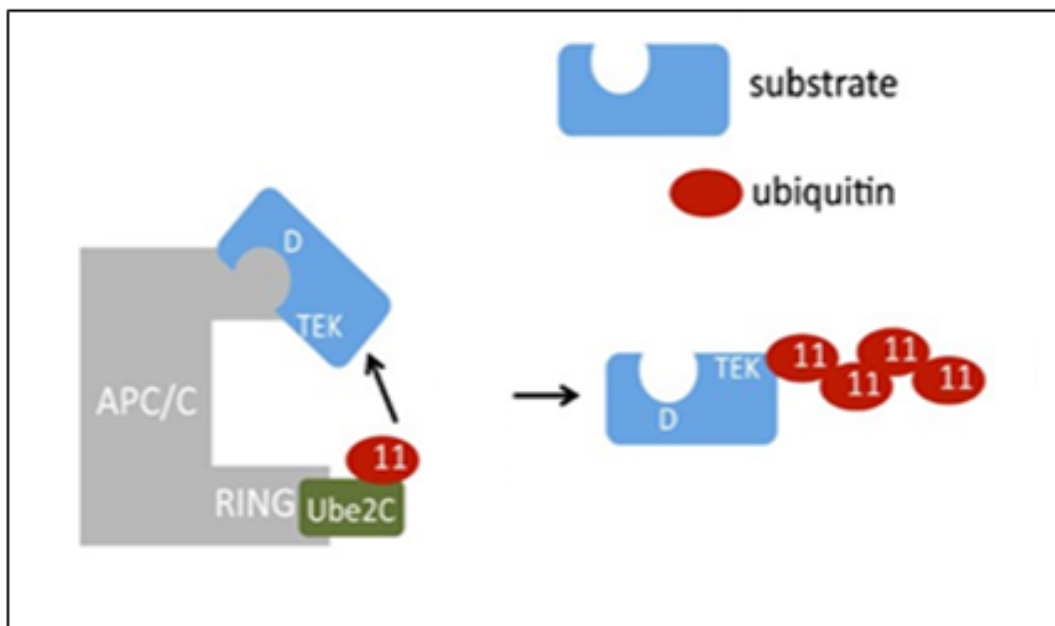 substrate
ubiquitin
D
TEK
APC/C
11
RING
Ube2C
TEK
D
11
11
11
11